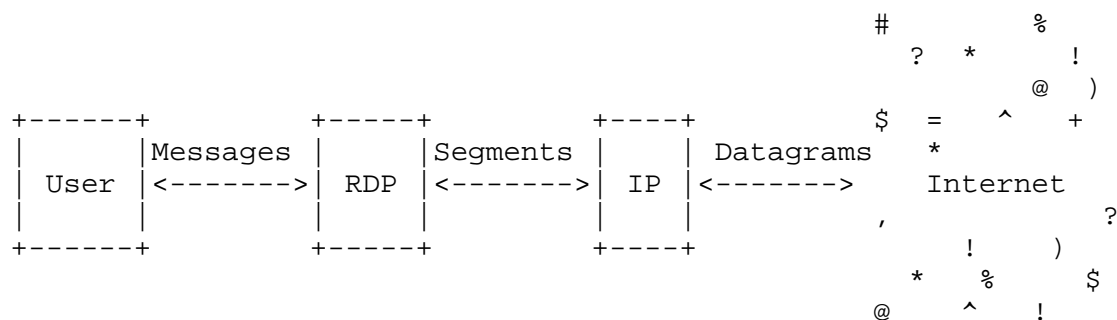 #          %
?   *       !
@   )
+------+            +-----+            +----+   $   =    ^    +
|      |Messages |     |Segments |    |  Datagrams    *
| User |<------->| RDP |<------->| IP |<------->    Internet
|      |         |     |         |    |
,                ?
+------+         +-----+         +----+
!      )
*    %       $
@     ^    !